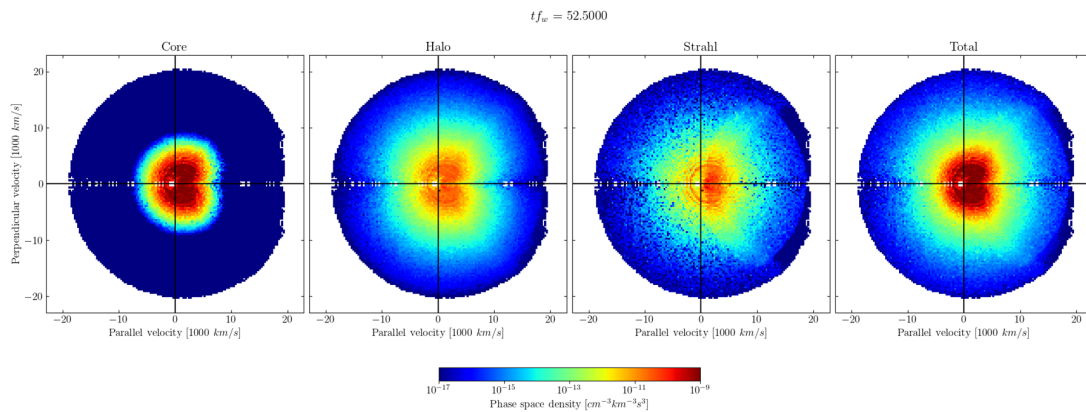 tf_w = 52.5000
Core Halo Strahl Total
Perpendicular velocity [1000 km/s]
20
10
0
−10
−20
−20 −10 0 10 20 −20 −10 0 10 20 −20 −10 0 10 20 −20 −10 0 10 20
Parallel velocity [1000 km/s] Parallel velocity [1000 km/s] Parallel velocity [1000 km/s] Parallel velocity [1000 km/s]
10^−17 10^−15 10^−13 10^−11 10^−9
Phase space density [cm^−3km^−3s^3]